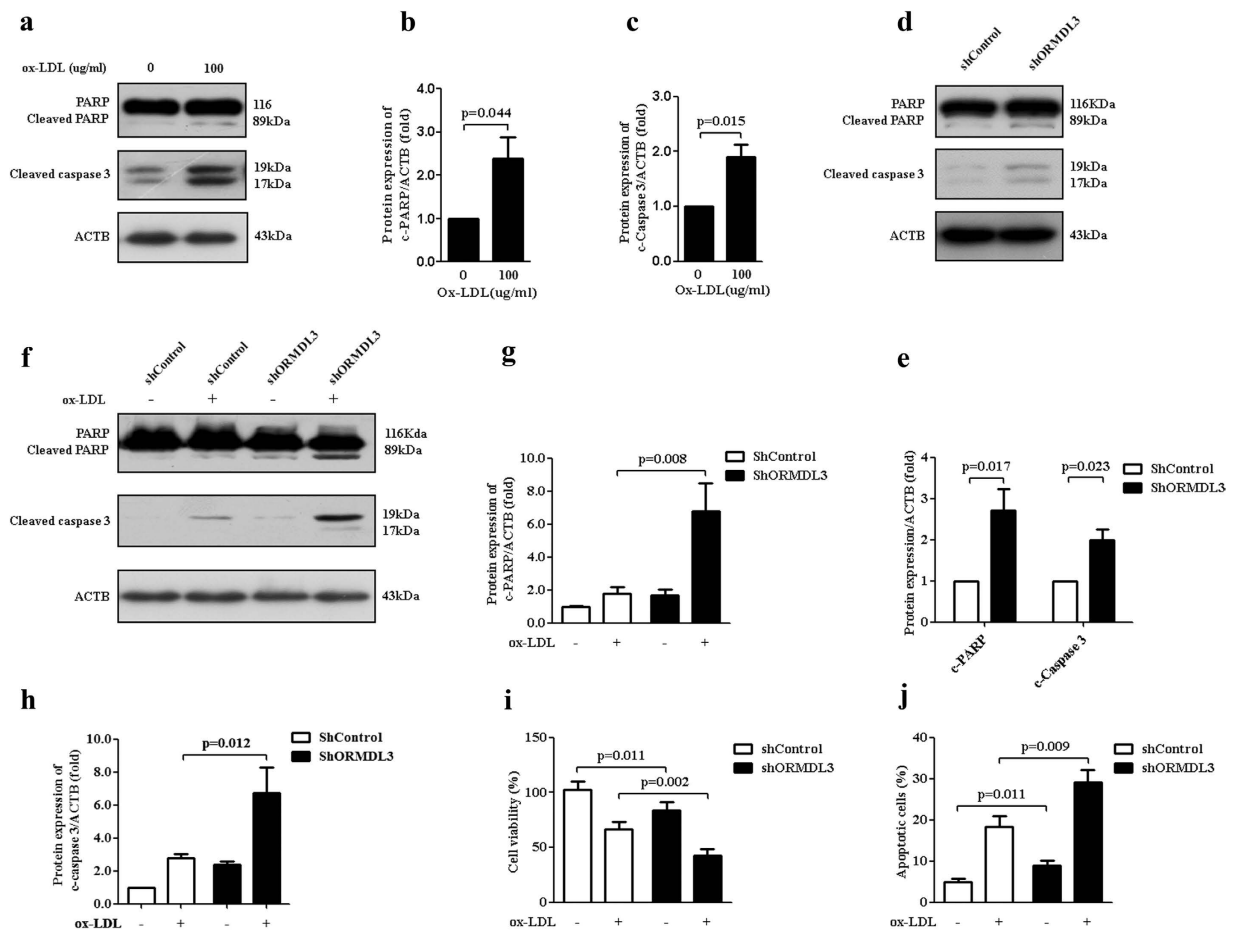 a
ox-LDL (ug/ml)
0
100
PARP
Cleaved PARP
116
89kDa
Cleaved caspase 3
19kDa
17kDa
ACTB
43kDa
b
Protein expression of
c-PARP/ACTB (fold)
4.0
3.0
2.0
1.0
0.0
p=0.044
0
100
Ox-LDL(ug/ml)
c
Protein expression of
c-Caspase 3/ACTB (fold)
3.0
2.0
1.0
0.0
p=0.015
0
100
Ox-LDL(ug/ml)
d
shControl
shORMDL3
PARP
Cleaved PARP
116KDa
89kDa
Cleaved caspase 3
19kDa
17kDa
ACTB
43kDa
f
shControl
shControl
shORMDL3
shORMDL3
ox-LDL
- + - +
PARP
Cleaved PARP
116Kda
89kDa
Cleaved caspase 3
19kDa
17kDa
ACTB
43kDa
g
Protein expression of
c-PARP/ACTB (fold)
10.0
8.0
6.0
4.0
2.0
0.0
p=0.008
ShControl
ShORMDL3
ox-LDL - + - +
e
Protein expression/ACTB (fold)
4
3
2
1
0
p=0.017
p=0.023
ShControl
ShORMDL3
c-PARP
c-Caspase 3
h
Protein expression of
c-caspase 3/ACTB (fold)
10.0
8.0
6.0
4.0
2.0
0.0
p=0.012
ShControl
ShORMDL3
ox-LDL - + - +
i
Cell viability (%)
150
100
50
0
p=0.011
p=0.002
shControl
shORMDL3
ox-LDL - + - +
j
Apoptotic cells (%)
40
30
20
10
0
p=0.011
p=0.009
shControl
shORMDL3
ox-LDL - + - +